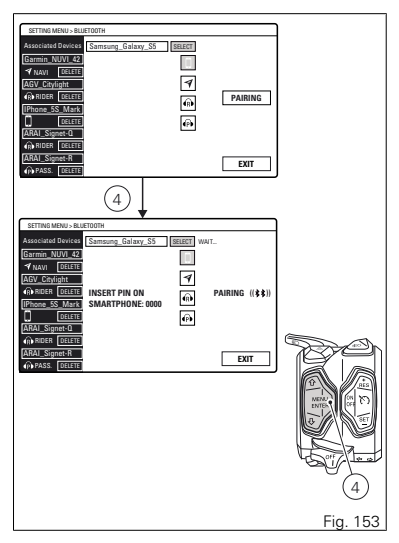 SETTING MENU > BLUETOOTH
Associated Devices Samsung_Galaxy_S5 SELECT
Garmin_NUVI_42
NAVI DELETE
AGV_Citylight
RIDER DELETE
IPhone_5S_Mark
DELETE
ARAI_Signet-Q
RIDER DELETE
ARAI_Signet-R
PASS. DELETE
R
P
PAIRING
EXIT
4
SETTING MENU > BLUETOOTH
Associated Devices Samsung_Galaxy_S5 SELECT WAIT...
Garmin_NUVI_42
NAVI DELETE
AGV_Citylight
RIDER DELETE
IPhone_5S_Mark
DELETE
ARAI_Signet-Q
RIDER DELETE
ARAI_Signet-R
PASS. DELETE
INSERT PIN ON
SMARTPHONE: 0000
R
P
PAIRING
EXIT
MENU
ENTER
ON
OFF
RES
SET
OFF
4
Fig. 153